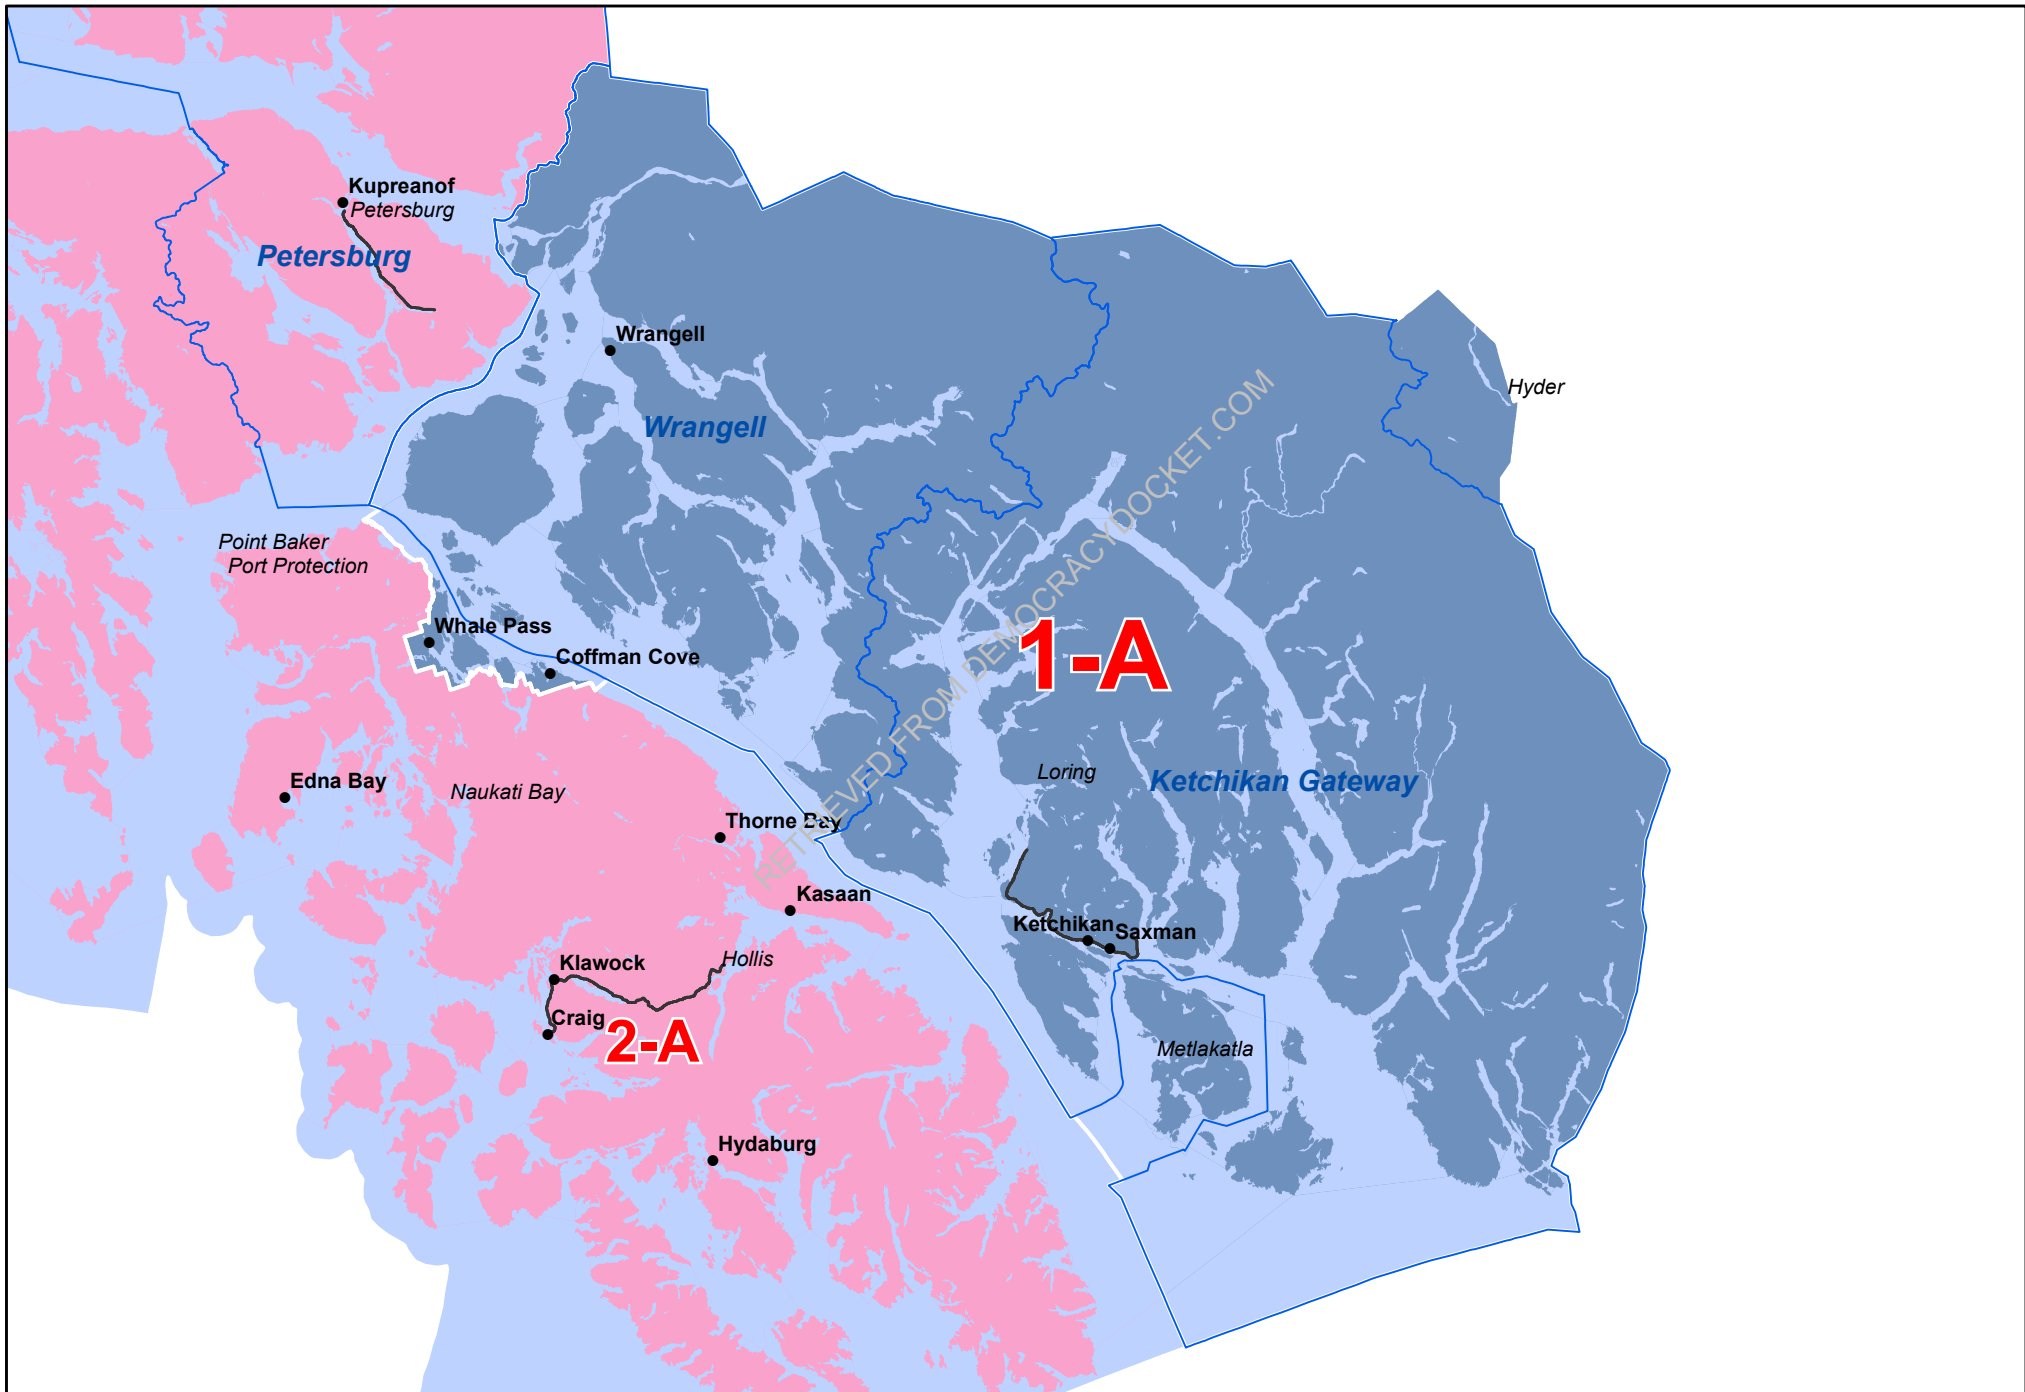 Kupreanof
Petersburg
Petersburg
Wrangell
Hyder
Wrangell
Point Baker
Port Protection
Whale Pass
Coffman Cove
1-A
Loring
Ketchikan Gateway
Edna Bay
Naukati Bay
Thorne Bay
Kasaan
Ketchikan
Saxman
Klawock
Hollis
Craig
2-A
Metlakatla
Hydaburg
RETRIEVED FROM DEMOCRACYDOCKET.COM